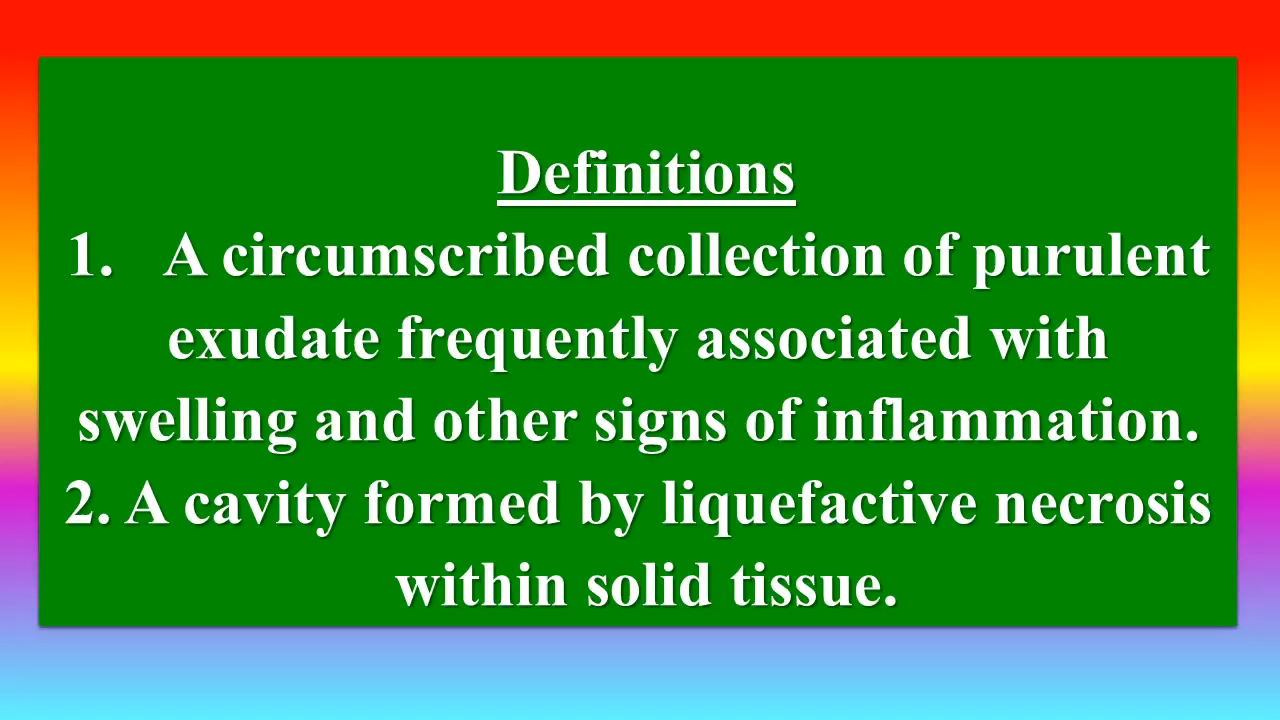 Definitions
1. A circumscribed collection of purulent
exudate frequently associated with
swelling and other signs of inflammation.
2. A cavity formed by liquefactive necrosis
within solid tissue.